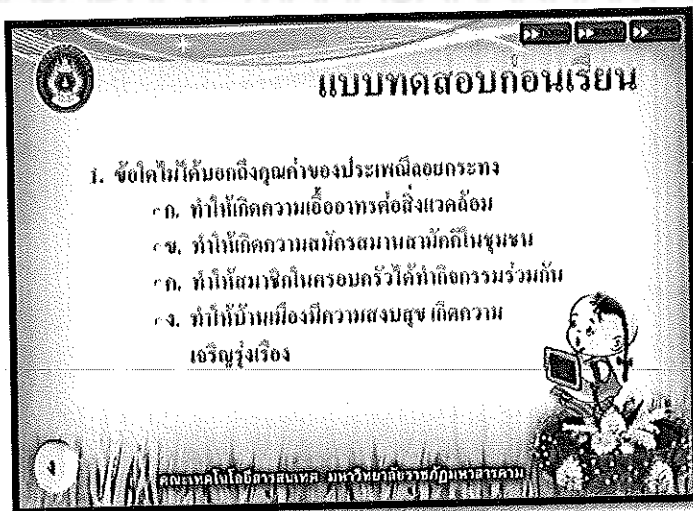 แบบทดสอบก่อนเรียน
1. ข้อใดไม่ได้บอกถึงคุณค่าของประเพณีลอยกระทง
ก. ทำให้เกิดความเอื้ออาทรต่อสิ่งแวดล้อม
ข. ทำให้เกิดความสมัครสมานสามัคคีในชุมชน
ค. ทำให้สมาชิกในครอบครัวได้ทำกิจกรรมร่วมกัน
ง. ทำให้บ้านเมืองมีความสงบสุข เกิดความ
เจริญรุ่งเรือง
คณะเทคโนโลยีสารสนเทศ มหาวิทยาลัยราชภัฏมหาสารคาม